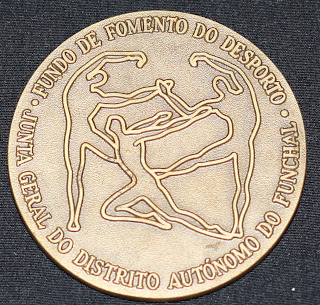 · FUNDO DE FOMENTO DO DESPORTO ·
JUNTA GERAL DO DISTRITO AUTÓNOMO DO FUNCHAL